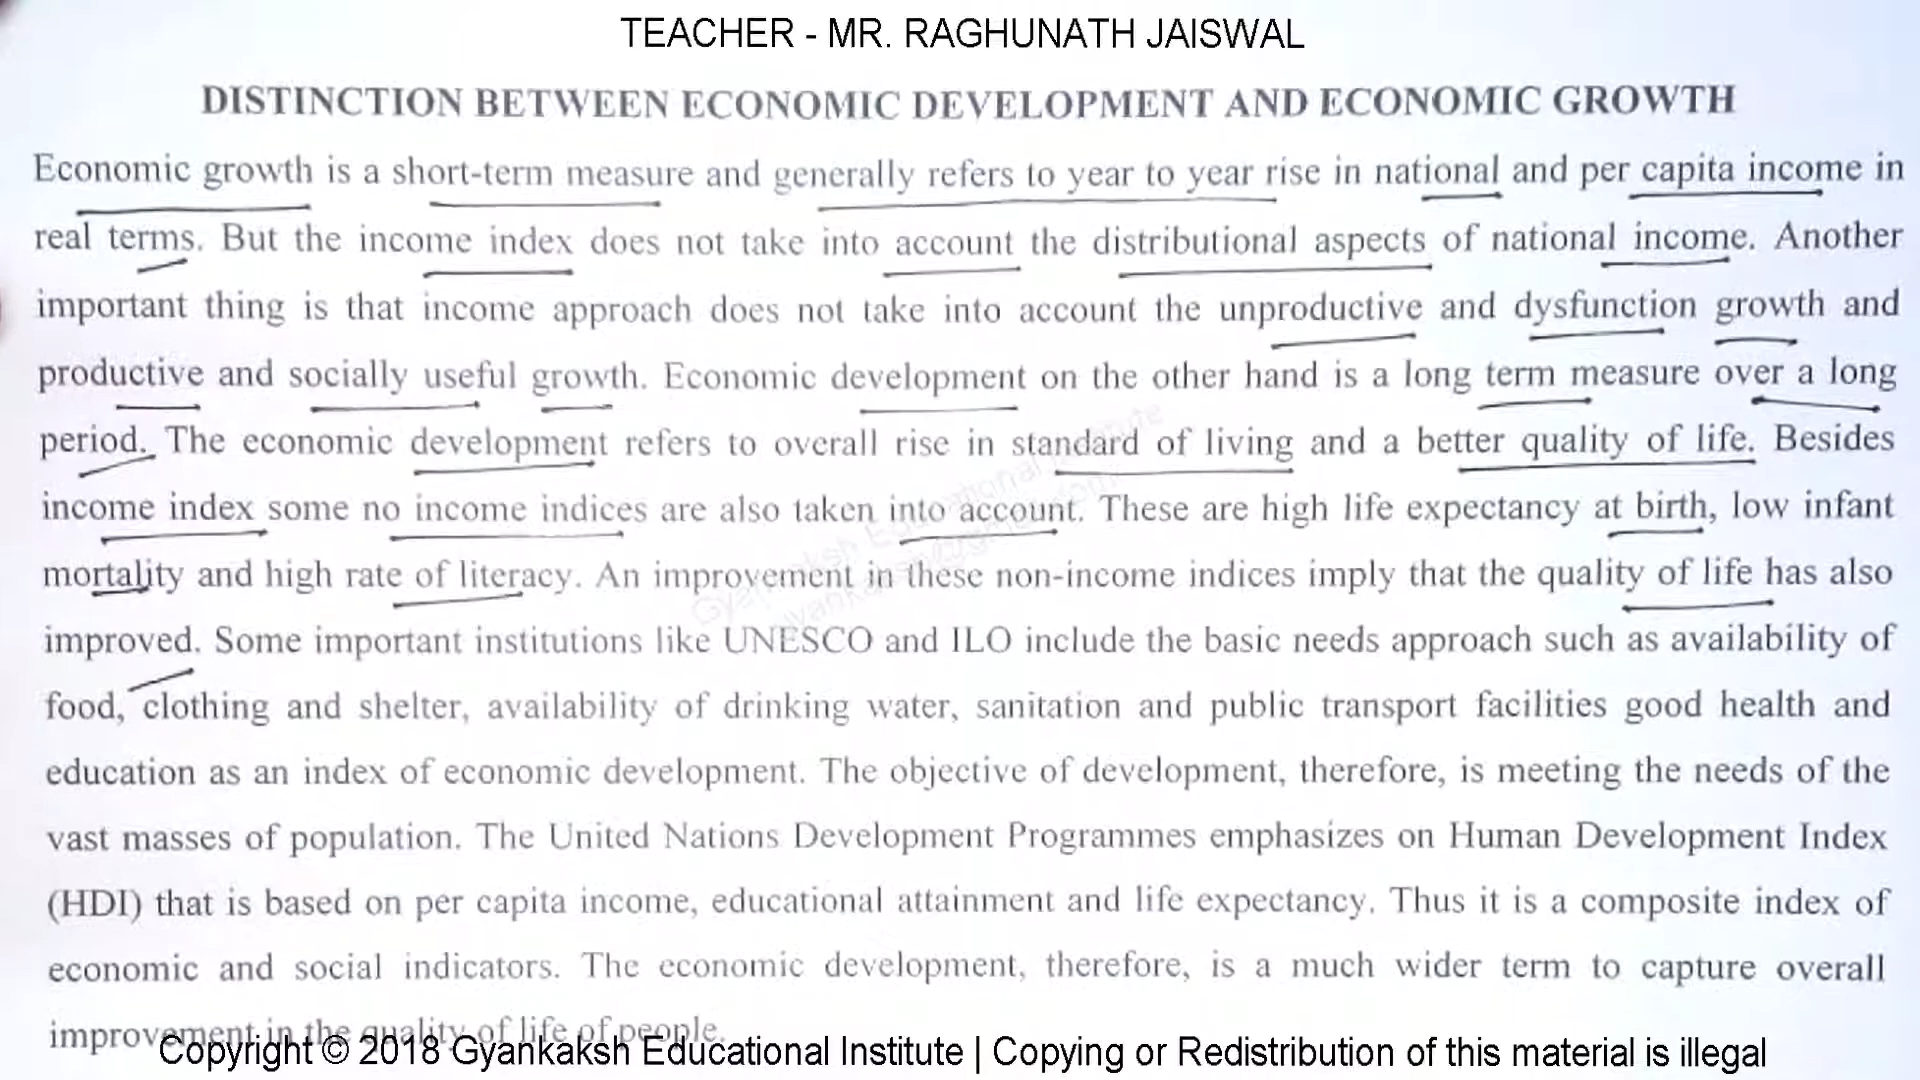 TEACHER - MR. RAGHUNATH JAISWAL
DISTINCTION BETWEEN ECONOMIC DEVELOPMENT AND ECONOMIC GROWTH
Economic growth is a short-term measure and generally refers to year to year rise in national and per capita income in
real terms. But the income index does not take into account the distributional aspects of national income. Another
important thing is that income approach does not take into account the unproductive and dysfunction growth and
productive and socially useful growth. Economic development on the other hand is a long term measure over a long
period. The economic development refers to overall rise in standard of living and a better quality of life. Besides
income index some no income indices are also taken into account. These are high life expectancy at birth, low infant
mortality and high rate of literacy. An improvement in these non-income indices imply that the quality of life has also
improved. Some important institutions like UNESCO and ILO include the basic needs approach such as availability of
food, clothing and shelter, availability of drinking water, sanitation and public transport facilities good health and
education as an index of economic development. The objective of development, therefore, is meeting the needs of the
vast masses of population. The United Nations Development Programmes emphasizes on Human Development Index
(HDI) that is based on per capita income, educational attainment and life expectancy. Thus it is a composite index of
economic and social indicators. The economic development, therefore, is a much wider term to capture overall
improvement in the quality of life of people.
Copyright © 2018 Gyankaksh Educational Institute | Copying or Redistribution of this material is illegal